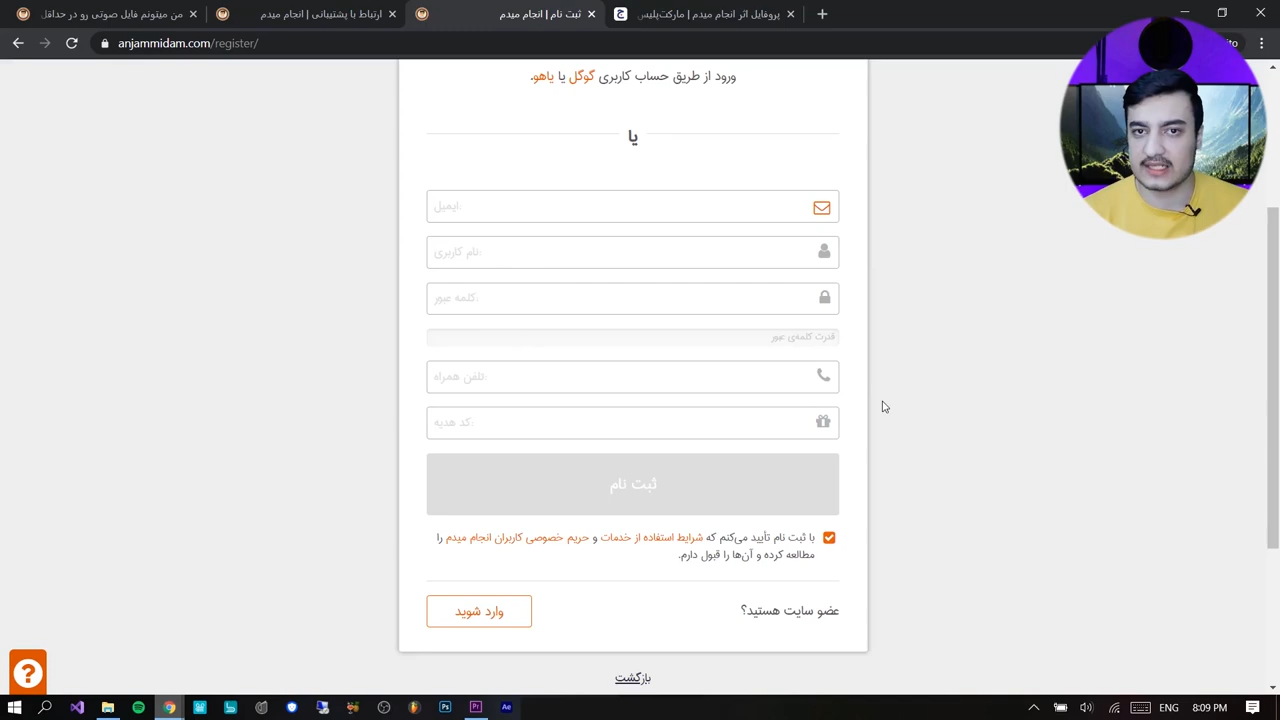 من میتونم فایل صوتی رو در حداقل
ارتباط با پشتیبانی | انجام میدم
ثبت نام | انجام میدم
پروفایل اثر انجام میدم | مارکت‌پلیس
anjammidam.com/register/
ورود از طریق حساب کاربری گوگل یا یاهو.
یا
ایمیل:
نام کاربری:
کلمه عبور:
قدرت کلمه‌ی عبور
تلفن همراه:
کد هدیه:
ثبت نام
با ثبت نام تأیید می‌کنم که شرایط استفاده از خدمات و حریم خصوصی کاربران انجام میدم را
مطالعه کرده و آن‌ها را قبول دارم.
عضو سایت هستید؟
وارد شوید
بازگشت
ENG
8:09 PM